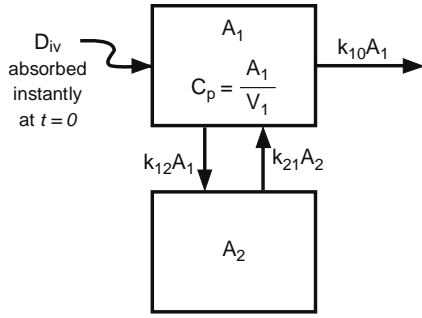 D_iv
absorbed
instantly
at t = 0
A_1
C_p = A_1 / V_1
k_10A_1
k_12A_1
k_21A_2
A_2